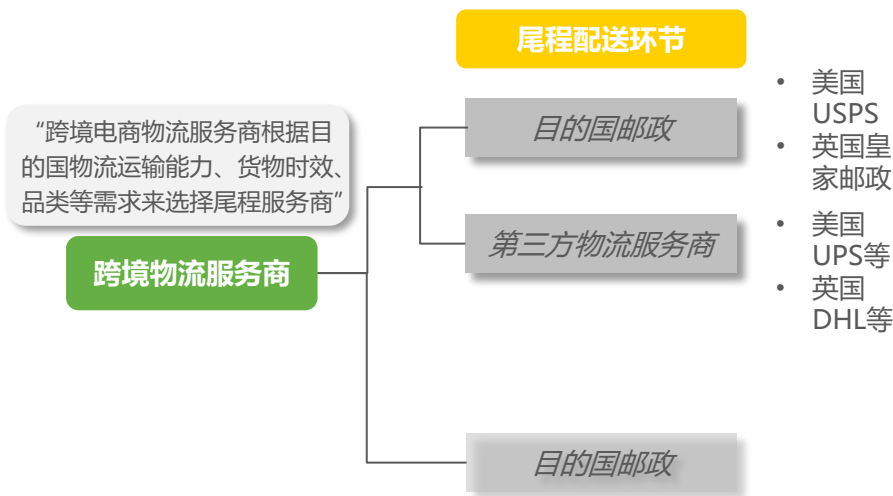 尾程配送环节
“跨境电商物流服务商根据目
的国物流运输能力、货物时效、
品类等需求来选择尾程服务商”
跨境物流服务商
目的国邮政
• 美国
USPS
• 英国皇
家邮政
第三方物流服务商
• 美国
UPS等
• 英国
DHL等
目的国邮政